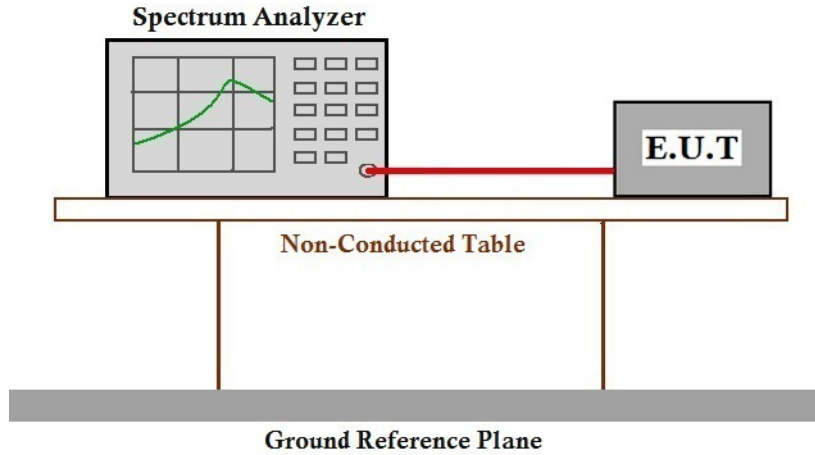 Spectrum Analyzer
E.U.T
Non-Conducted Table
Ground Reference Plane